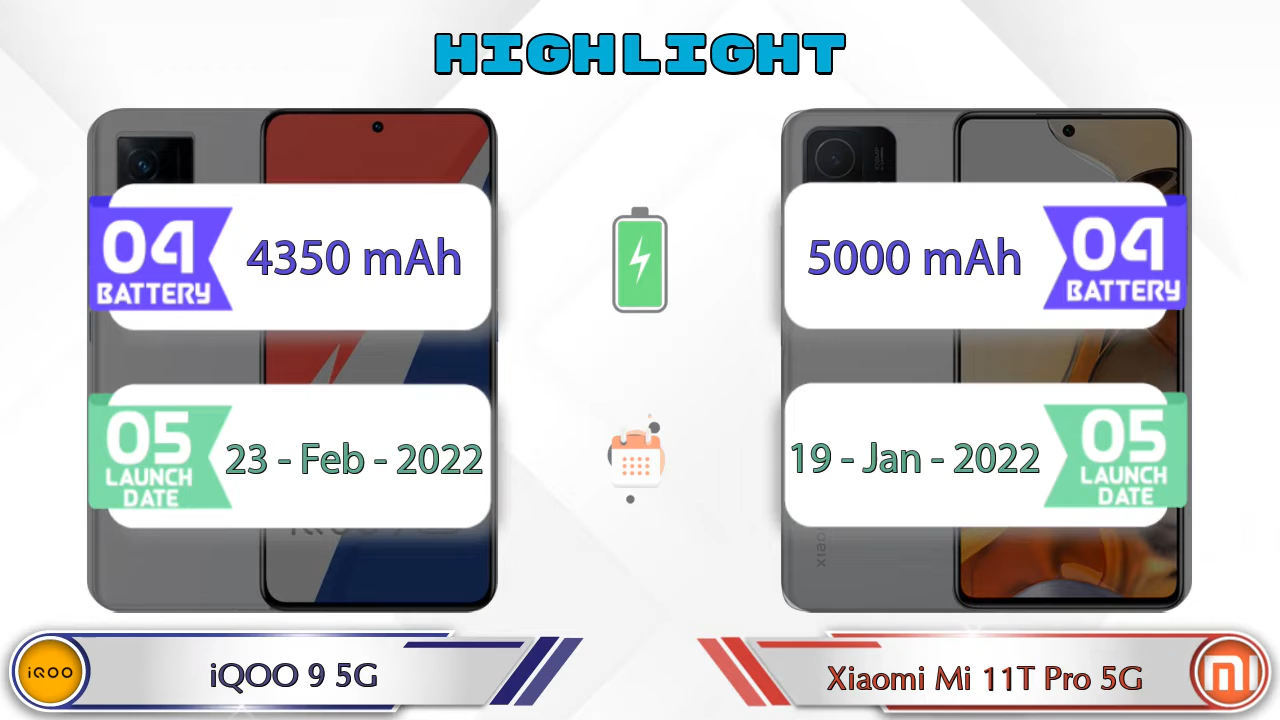 HIGHLIGHT
04
BATTERY
4350 mAh
5000 mAh
04
BATTERY
05
LAUNCH
DATE
23 - Feb - 2022
19 - Jan - 2022
05
LAUNCH
DATE
iQOO
iQOO 9 5G
Xiaomi Mi 11T Pro 5G
mi